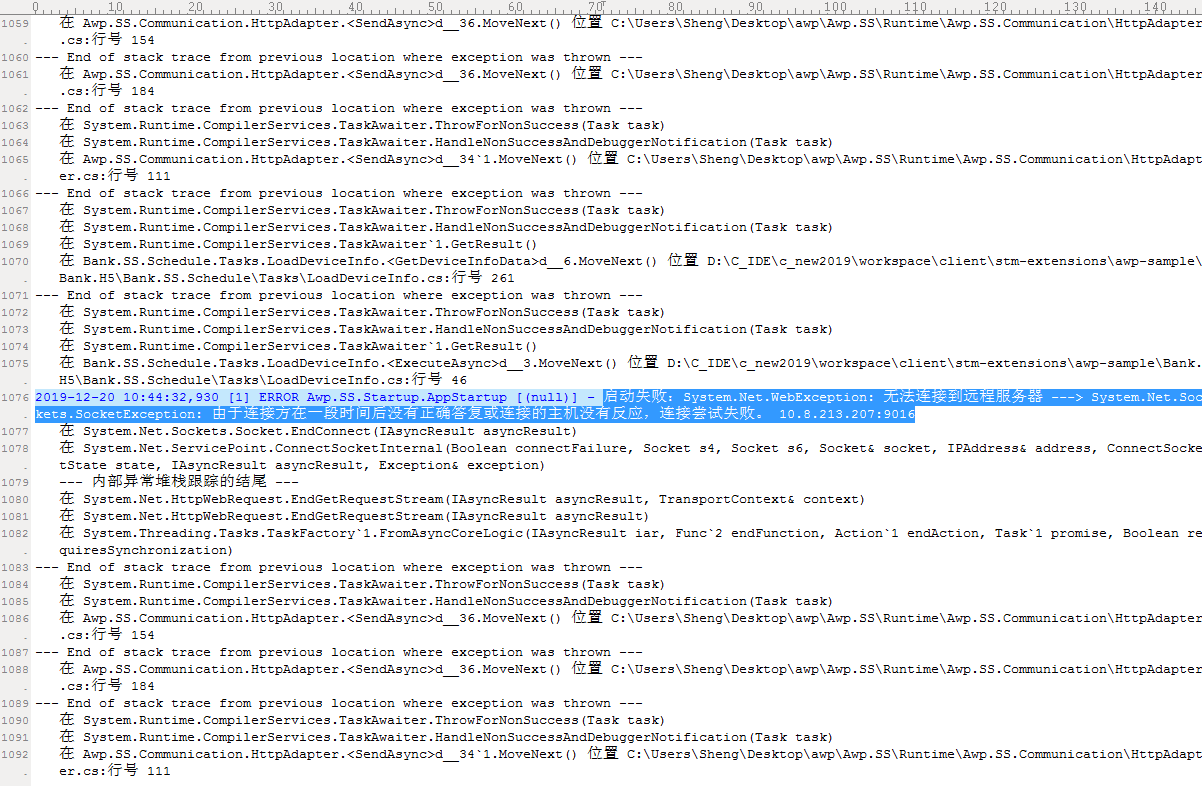 0 10 20 30 40 50 60 70 80 90 100 110 120 130 140
1059 在 Awp.SS.Communication.HttpAdapter.<SendAsync>d__36.MoveNext() 位置 C:\Users\Sheng\Desktop\awp\Awp.SS\Runtime\Awp.SS.Communication\HttpAdapter
.cs:行号 154
1060 --- End of stack trace from previous location where exception was thrown ---
1061 在 Awp.SS.Communication.HttpAdapter.<SendAsync>d__36.MoveNext() 位置 C:\Users\Sheng\Desktop\awp\Awp.SS\Runtime\Awp.SS.Communication\HttpAdapter
.cs:行号 184
1062 --- End of stack trace from previous location where exception was thrown ---
1063 在 System.Runtime.CompilerServices.TaskAwaiter.ThrowForNonSuccess(Task task)
1064 在 System.Runtime.CompilerServices.TaskAwaiter.HandleNonSuccessAndDebuggerNotification(Task task)
1065 在 Awp.SS.Communication.HttpAdapter.<SendAsync>d__34`1.MoveNext() 位置 C:\Users\Sheng\Desktop\awp\Awp.SS\Runtime\Awp.SS.Communication\HttpAdapt
er.cs:行号 111
1066 --- End of stack trace from previous location where exception was thrown ---
1067 在 System.Runtime.CompilerServices.TaskAwaiter.ThrowForNonSuccess(Task task)
1068 在 System.Runtime.CompilerServices.TaskAwaiter.HandleNonSuccessAndDebuggerNotification(Task task)
1069 在 System.Runtime.CompilerServices.TaskAwaiter`1.GetResult()
1070 在 Bank.SS.Schedule.Tasks.LoadDeviceInfo.<GetDeviceInfoData>d__6.MoveNext() 位置 D:\C_IDE\c_new2019\workspace\client\stm-extensions\awp-sample\
Bank.H5\Bank.SS.Schedule\Tasks\LoadDeviceInfo.cs:行号 261
1071 --- End of stack trace from previous location where exception was thrown ---
1072 在 System.Runtime.CompilerServices.TaskAwaiter.ThrowForNonSuccess(Task task)
1073 在 System.Runtime.CompilerServices.TaskAwaiter.HandleNonSuccessAndDebuggerNotification(Task task)
1074 在 System.Runtime.CompilerServices.TaskAwaiter`1.GetResult()
1075 在 Bank.SS.Schedule.Tasks.LoadDeviceInfo.<ExecuteAsync>d__3.MoveNext() 位置 D:\C_IDE\c_new2019\workspace\client\stm-extensions\awp-sample\Bank.
H5\Bank.SS.Schedule\Tasks\LoadDeviceInfo.cs:行号 46
1076 2019-12-20 10:44:32,930 [1] ERROR Awp.SS.Startup.AppStartup [(null)] - 启动失败: System.Net.WebException: 无法连接到远程服务器 ---> System.Net.Soc
kets.SocketException: 由于连接方在一段时间后没有正确答复或连接的主机没有反应，连接尝试失败。 10.8.213.207:9016
1077 在 System.Net.Sockets.Socket.EndConnect(IAsyncResult asyncResult)
1078 在 System.Net.ServicePoint.ConnectSocketInternal(Boolean connectFailure, Socket s4, Socket s6, Socket& socket, IPAddress& address, ConnectSocke
tState state, IAsyncResult asyncResult, Exception& exception)
1079 --- 内部异常堆栈跟踪的结尾 ---
1080 在 System.Net.HttpWebRequest.EndGetRequestStream(IAsyncResult asyncResult, TransportContext& context)
1081 在 System.Net.HttpWebRequest.EndGetRequestStream(IAsyncResult asyncResult)
1082 在 System.Threading.Tasks.TaskFactory`1.FromAsyncCoreLogic(IAsyncResult iar, Func`2 endFunction, Action`1 endAction, Task`1 promise, Boolean re
quiresSynchronization)
1083 --- End of stack trace from previous location where exception was thrown ---
1084 在 System.Runtime.CompilerServices.TaskAwaiter.ThrowForNonSuccess(Task task)
1085 在 System.Runtime.CompilerServices.TaskAwaiter.HandleNonSuccessAndDebuggerNotification(Task task)
1086 在 Awp.SS.Communication.HttpAdapter.<SendAsync>d__36.MoveNext() 位置 C:\Users\Sheng\Desktop\awp\Awp.SS\Runtime\Awp.SS.Communication\HttpAdapter
.cs:行号 154
1087 --- End of stack trace from previous location where exception was thrown ---
1088 在 Awp.SS.Communication.HttpAdapter.<SendAsync>d__36.MoveNext() 位置 C:\Users\Sheng\Desktop\awp\Awp.SS\Runtime\Awp.SS.Communication\HttpAdapter
.cs:行号 184
1089 --- End of stack trace from previous location where exception was thrown ---
1090 在 System.Runtime.CompilerServices.TaskAwaiter.ThrowForNonSuccess(Task task)
1091 在 System.Runtime.CompilerServices.TaskAwaiter.HandleNonSuccessAndDebuggerNotification(Task task)
1092 在 Awp.SS.Communication.HttpAdapter.<SendAsync>d__34`1.MoveNext() 位置 C:\Users\Sheng\Desktop\awp\Awp.SS\Runtime\Awp.SS.Communication\HttpAdapt
er.cs:行号 111